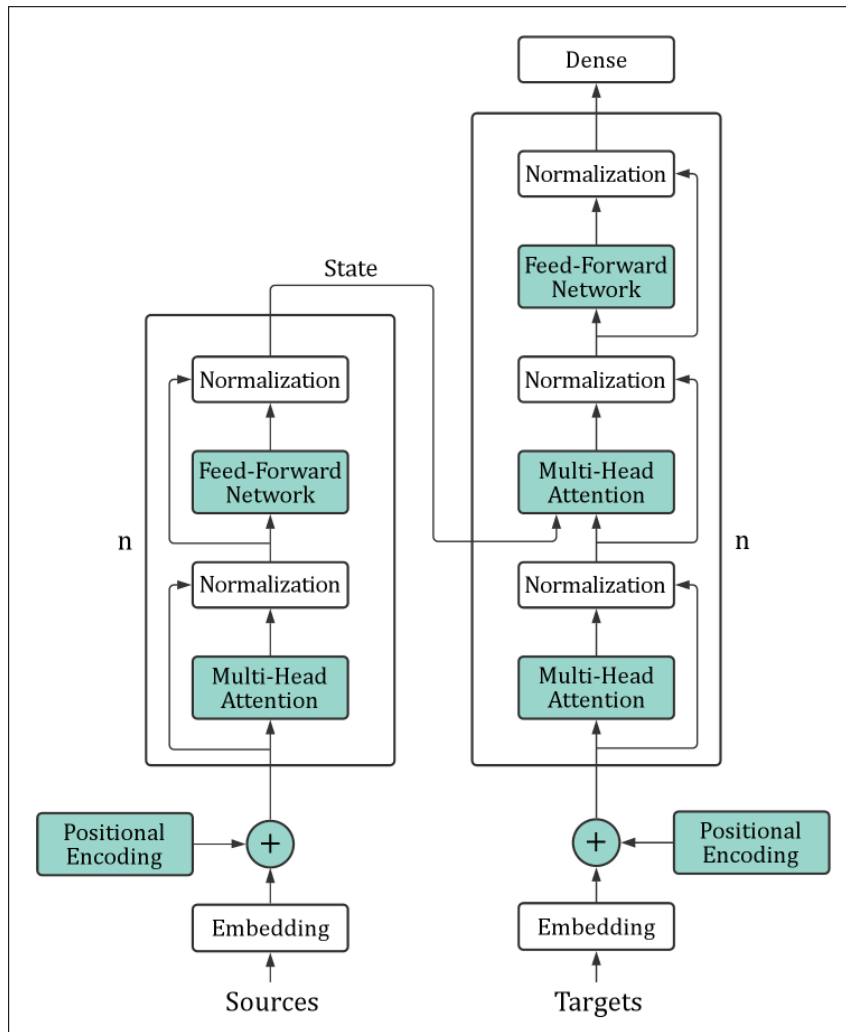 Dense
Normalization
Feed-Forward
Network
State
Normalization
Normalization
Feed-Forward
Network
Multi-Head
Attention
n
n
Normalization
Normalization
Multi-Head
Attention
Multi-Head
Attention
Positional
Encoding
+
+
Positional
Encoding
Embedding
Embedding
Sources
Targets